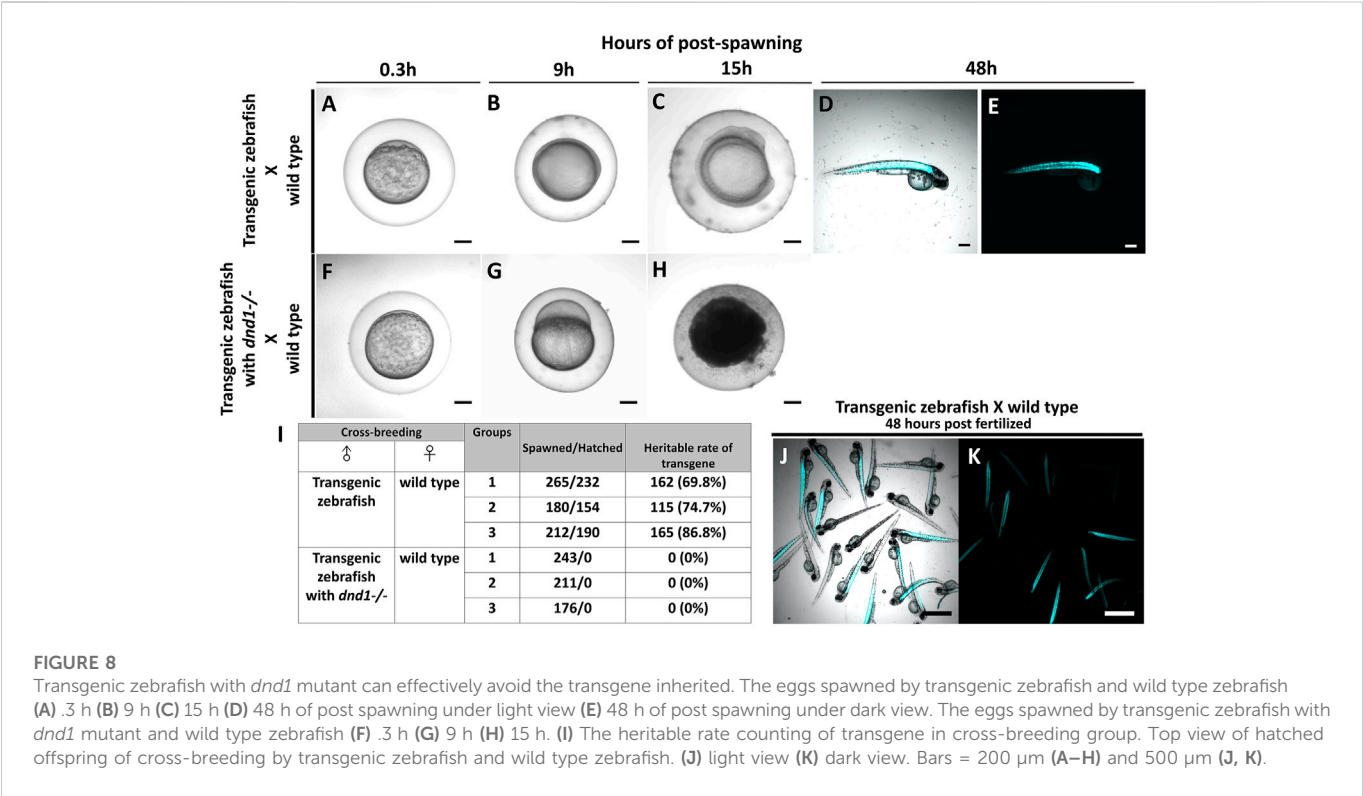 Hours of post-spawning
0.3h 9h 15h 48h
Transgenic zebrafish
X
wild type
A B C D E
Transgenic zebrafish
with dnd1-/-
X
wild type
F G H
I
Cross-breeding Groups Spawned/Hatched Heritable rate of
transgene
♂ ♀
Transgenic
zebrafish wild type 1 265/232 162 (69.8%)
2 180/154 115 (74.7%)
3 212/190 165 (86.8%)
Transgenic
zebrafish
with dnd1-/- wild type 1 243/0 0 (0%)
2 211/0 0 (0%)
3 176/0 0 (0%)
Transgenic zebrafish X wild type
48 hours post fertilized
J K
FIGURE 8
Transgenic zebrafish with dnd1 mutant can effectively avoid the transgene inherited. The eggs spawned by transgenic zebrafish and wild type zebrafish
(A) .3 h (B) 9 h (C) 15 h (D) 48 h of post spawning under light view (E) 48 h of post spawning under dark view. The eggs spawned by transgenic zebrafish with
dnd1 mutant and wild type zebrafish (F) .3 h (G) 9 h (H) 15 h. (I) The heritable rate counting of transgene in cross-breeding group. Top view of hatched
offspring of cross-breeding by transgenic zebrafish and wild type zebrafish. (J) light view (K) dark view. Bars = 200 μm (A–H) and 500 μm (J, K).